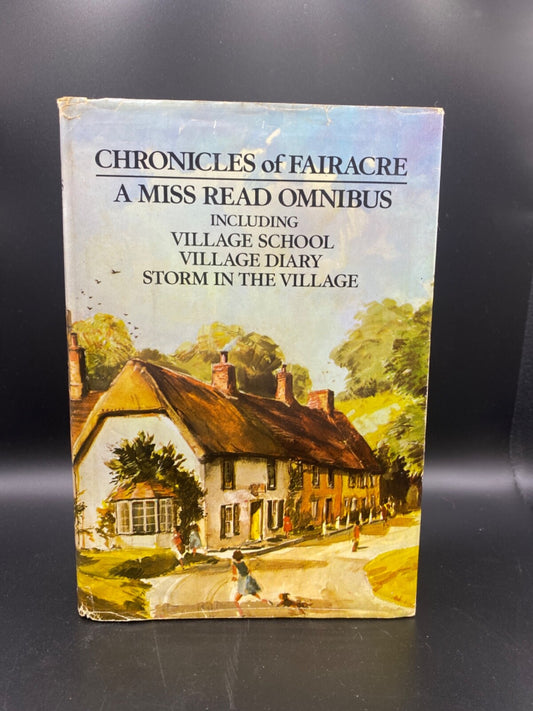 CHRONICLES of FAIRACRE
A MISS READ OMNIBUS
INCLUDING
VILLAGE SCHOOL
VILLAGE DIARY
STORM IN THE VILLAGE